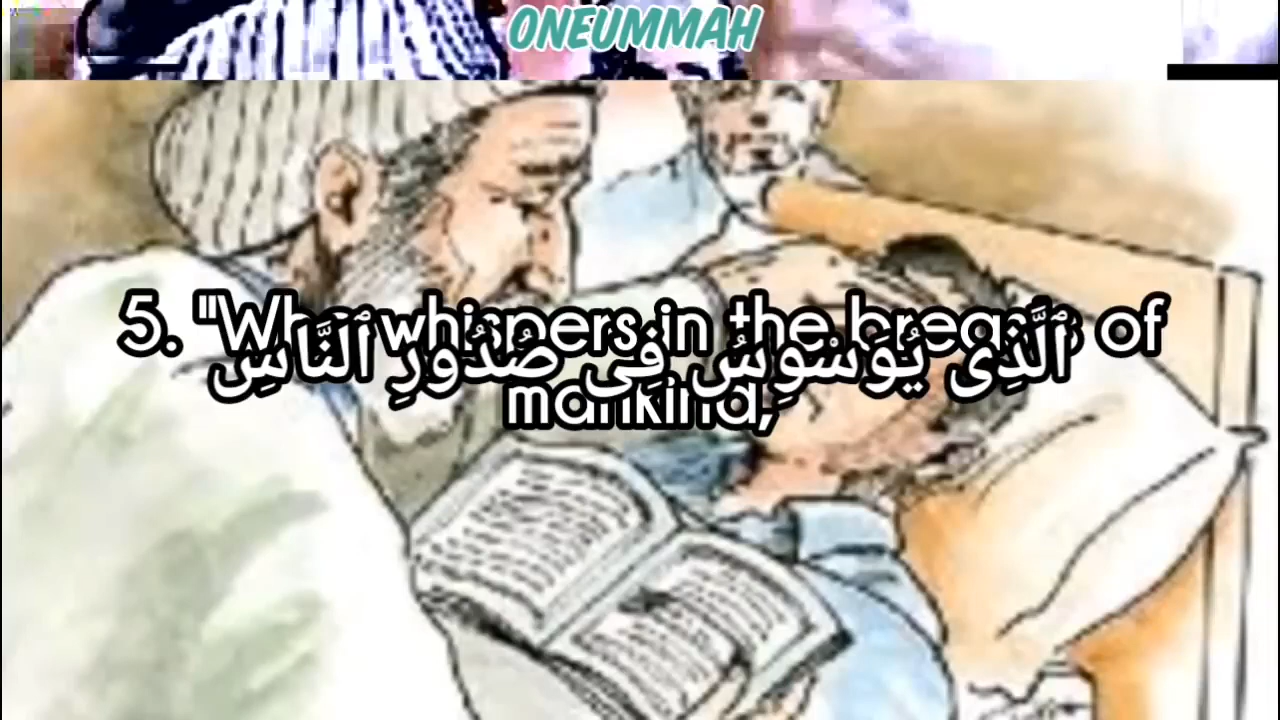 ONEUMMAH
5. "Who whispers in the breasts of
ٱلَّذِى يُوَسْوِسُ فِى صُدُورِ ٱلنَّاسِ
mankind,